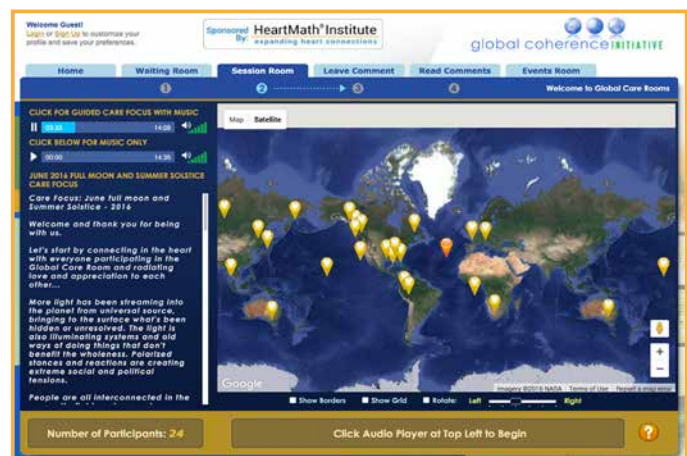 Welcome Guest!
Login or Sign Up to customize your
profile and save your preferences.
Sponsored By: HeartMath® Institute
expanding heart connections
global coherence INITIATIVE
Home
Waiting Room
Session Room
Leave Comment
Read Comments
Events Room
1
2
3
4
Welcome to Global Care Rooms
CLICK FOR GUIDED CARE FOCUS WITH MUSIC
14:09
CLICK BELOW FOR MUSIC ONLY
00:00
JUNE 2016 FULL MOON AND SUMMER SOLSTICE
CARE FOCUS
Care Focus: June full moon and
Summer Solstice - 2016
Welcome and thank you for being
with us.
Let's start by connecting in the heart
with everyone participating in the
Global Care Room and radiating
love and appreciation to each
other...
More light has been streaming into
the planet from universal source,
bringing to the surface what's been
hidden or unresolved. The light is
also illuminating systems and old
ways of doing things that don't
benefit the wholeness. Polarized
stances and reactions are creating
extreme social and political
tensions.
People are all interconnected in the
Map
Satellite
Google
Imagery ©2016 NASA
Terms of Use
Report a map error
Show Borders
Show Grid
Rotate:
Left
Right
Number of Participants: 24
Click Audio Player at Top Left to Begin
?